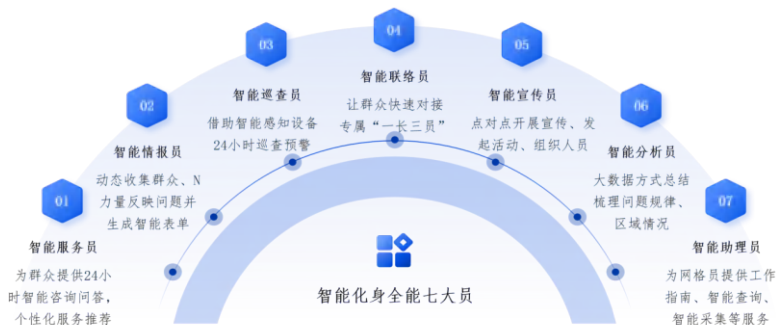 01
智能服务员
为群众提供24小
时智能咨询问答，
个性化服务推荐
02
智能情报员
动态收集群众、N
力量反映问题并
生成智能表单
03
智能巡查员
借助智能感知设备
24小时巡查预警
04
智能联络员
让群众快速对接
专属“一长三员”
05
智能宣传员
点对点开展宣传、发
起活动、组织人员
06
智能分析员
大数据方式总结
梳理问题规律、
区域情况
07
智能助理员
为网格员提供工作
指南、智能查询、
智能采集等服务
智能化身全能七大员